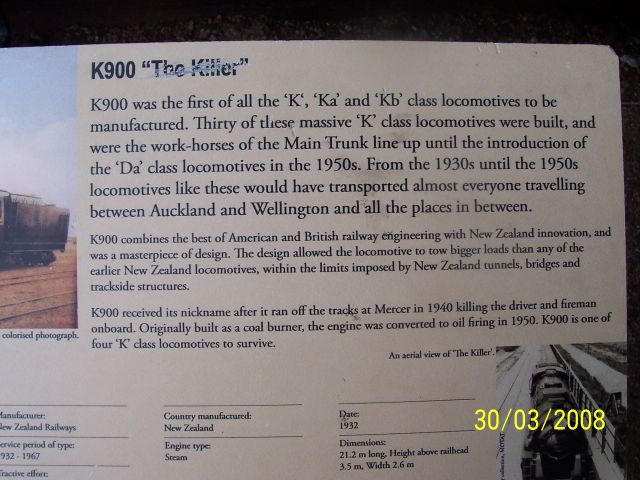 K900 "The Killer"
K900 was the first of all the 'K', 'Ka' and 'Kb' class locomotives to be
manufactured. Thirty of these massive 'K' class locomotives were built, and
were the work-horses of the Main Trunk line up until the introduction of
the 'Da' class locomotives in the 1950s. From the 1930s until the 1950s
locomotives like these would have transported almost everyone travelling
between Auckland and Wellington and all the places in between.
K900 combines the best of American and British railway engineering with New Zealand innovation, and
was a masterpiece of design. The design allowed the locomotive to tow bigger loads than any of the
earlier New Zealand locomotives, within the limits imposed by New Zealand tunnels, bridges and
trackside structures.
K900 received its nickname after it ran off the tracks at Mercer in 1940 killing the driver and fireman
onboard. Originally built as a coal burner, the engine was converted to oil firing in 1950. K900 is one of
four 'K' class locomotives to survive.
colorised photograph.
An aerial view of 'The Killer'.
Manufacturer:
New Zealand Railways
Service period of type:
1932 - 1967
Tractive effort:
Country manufactured:
New Zealand
Engine type:
Steam
Date:
1932
Dimensions:
21.2 m long, Height above railhead
3.5 m, Width 2.6 m
30/03/2008